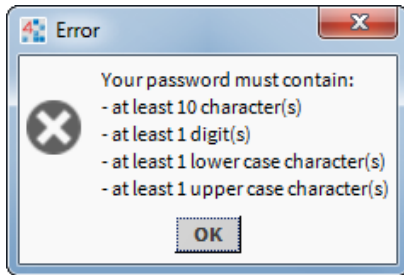 4 Error
Your password must contain:
- at least 10 character(s)
- at least 1 digit(s)
- at least 1 lower case character(s)
- at least 1 upper case character(s)
OK